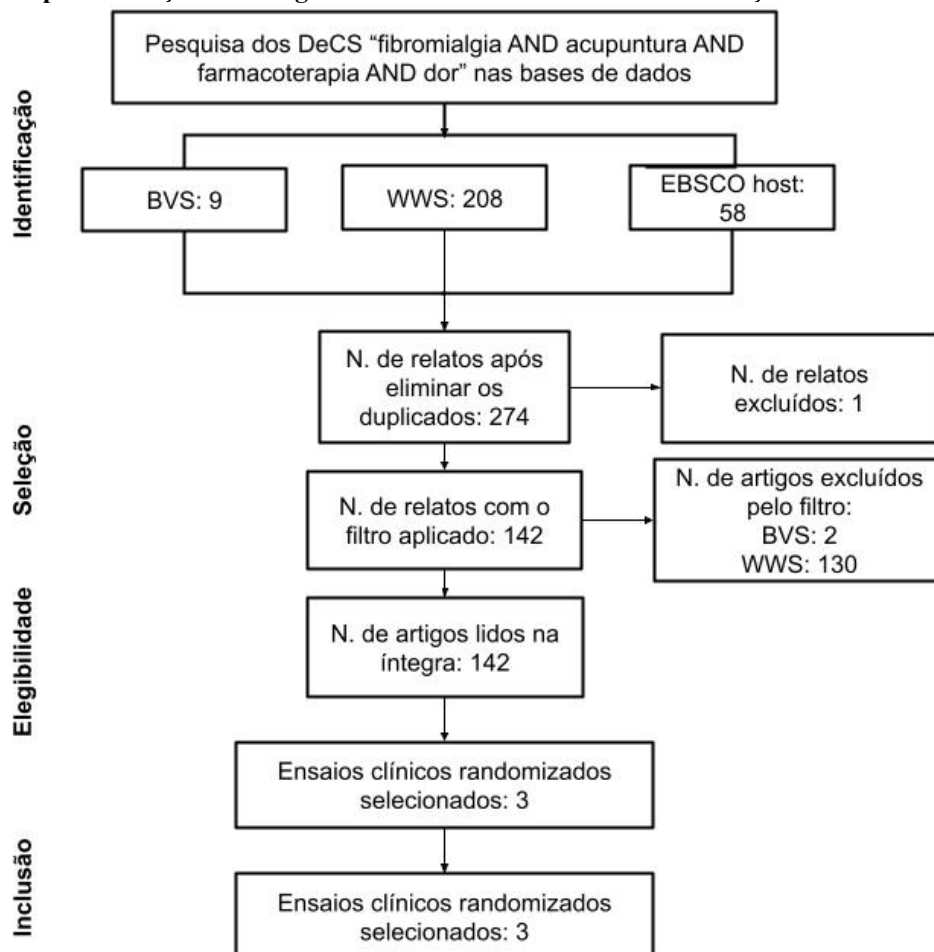 Pesquisa dos DeCS “fibromialgia AND acupuntura AND
farmacoterapia AND dor” nas bases de dados
Identificação
BVS: 9
WWS: 208
EBSCO host:
58
N. de relatos após
eliminar os
duplicados: 274
N. de relatos
excluídos: 1
Seleção
N. de relatos com o
filtro aplicado: 142
N. de artigos excluídos
pelo filtro:
BVS: 2
WWS: 130
Elegibilidade
N. de artigos lidos na
íntegra: 142
Ensaios clínicos randomizados
selecionados: 3
Inclusão
Ensaios clínicos randomizados
selecionados: 3